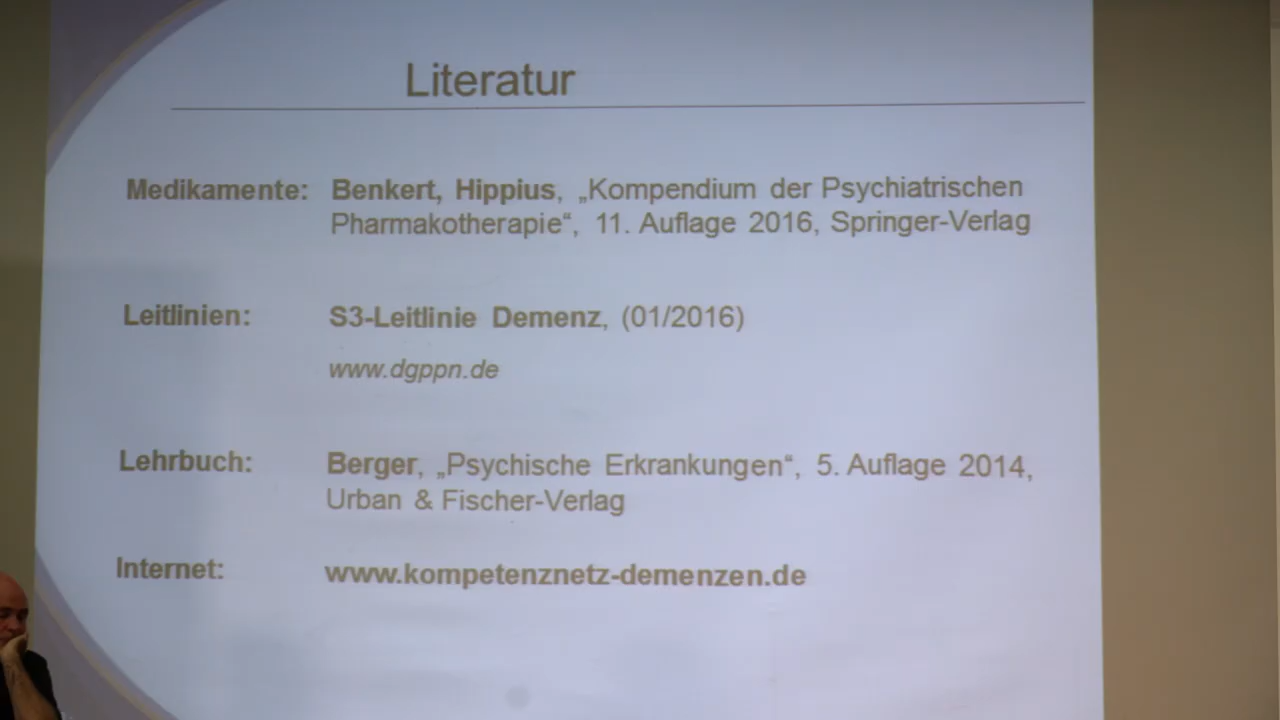 Literatur
Medikamente: Benkert, Hippius, „Kompendium der Psychiatrischen
Pharmakotherapie“, 11. Auflage 2016, Springer-Verlag
Leitlinien: S3-Leitlinie Demenz, (01/2016)
www.dgppn.de
Lehrbuch: Berger, „Psychische Erkrankungen“, 5. Auflage 2014,
Urban & Fischer-Verlag
Internet: www.kompetenznetz-demenzen.de